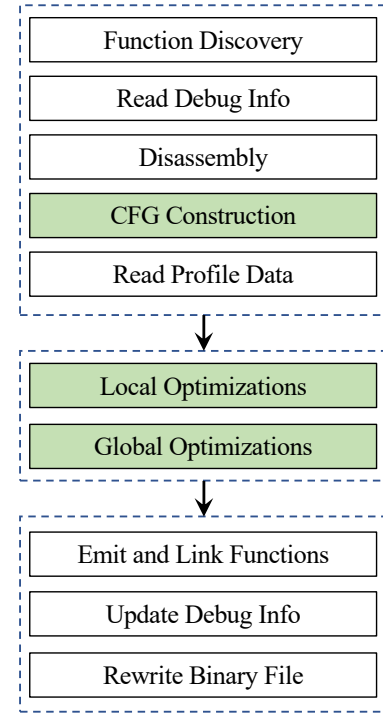 Function Discovery
Read Debug Info
Disassembly
CFG Construction
Read Profile Data
Local Optimizations
Global Optimizations
Emit and Link Functions
Update Debug Info
Rewrite Binary File